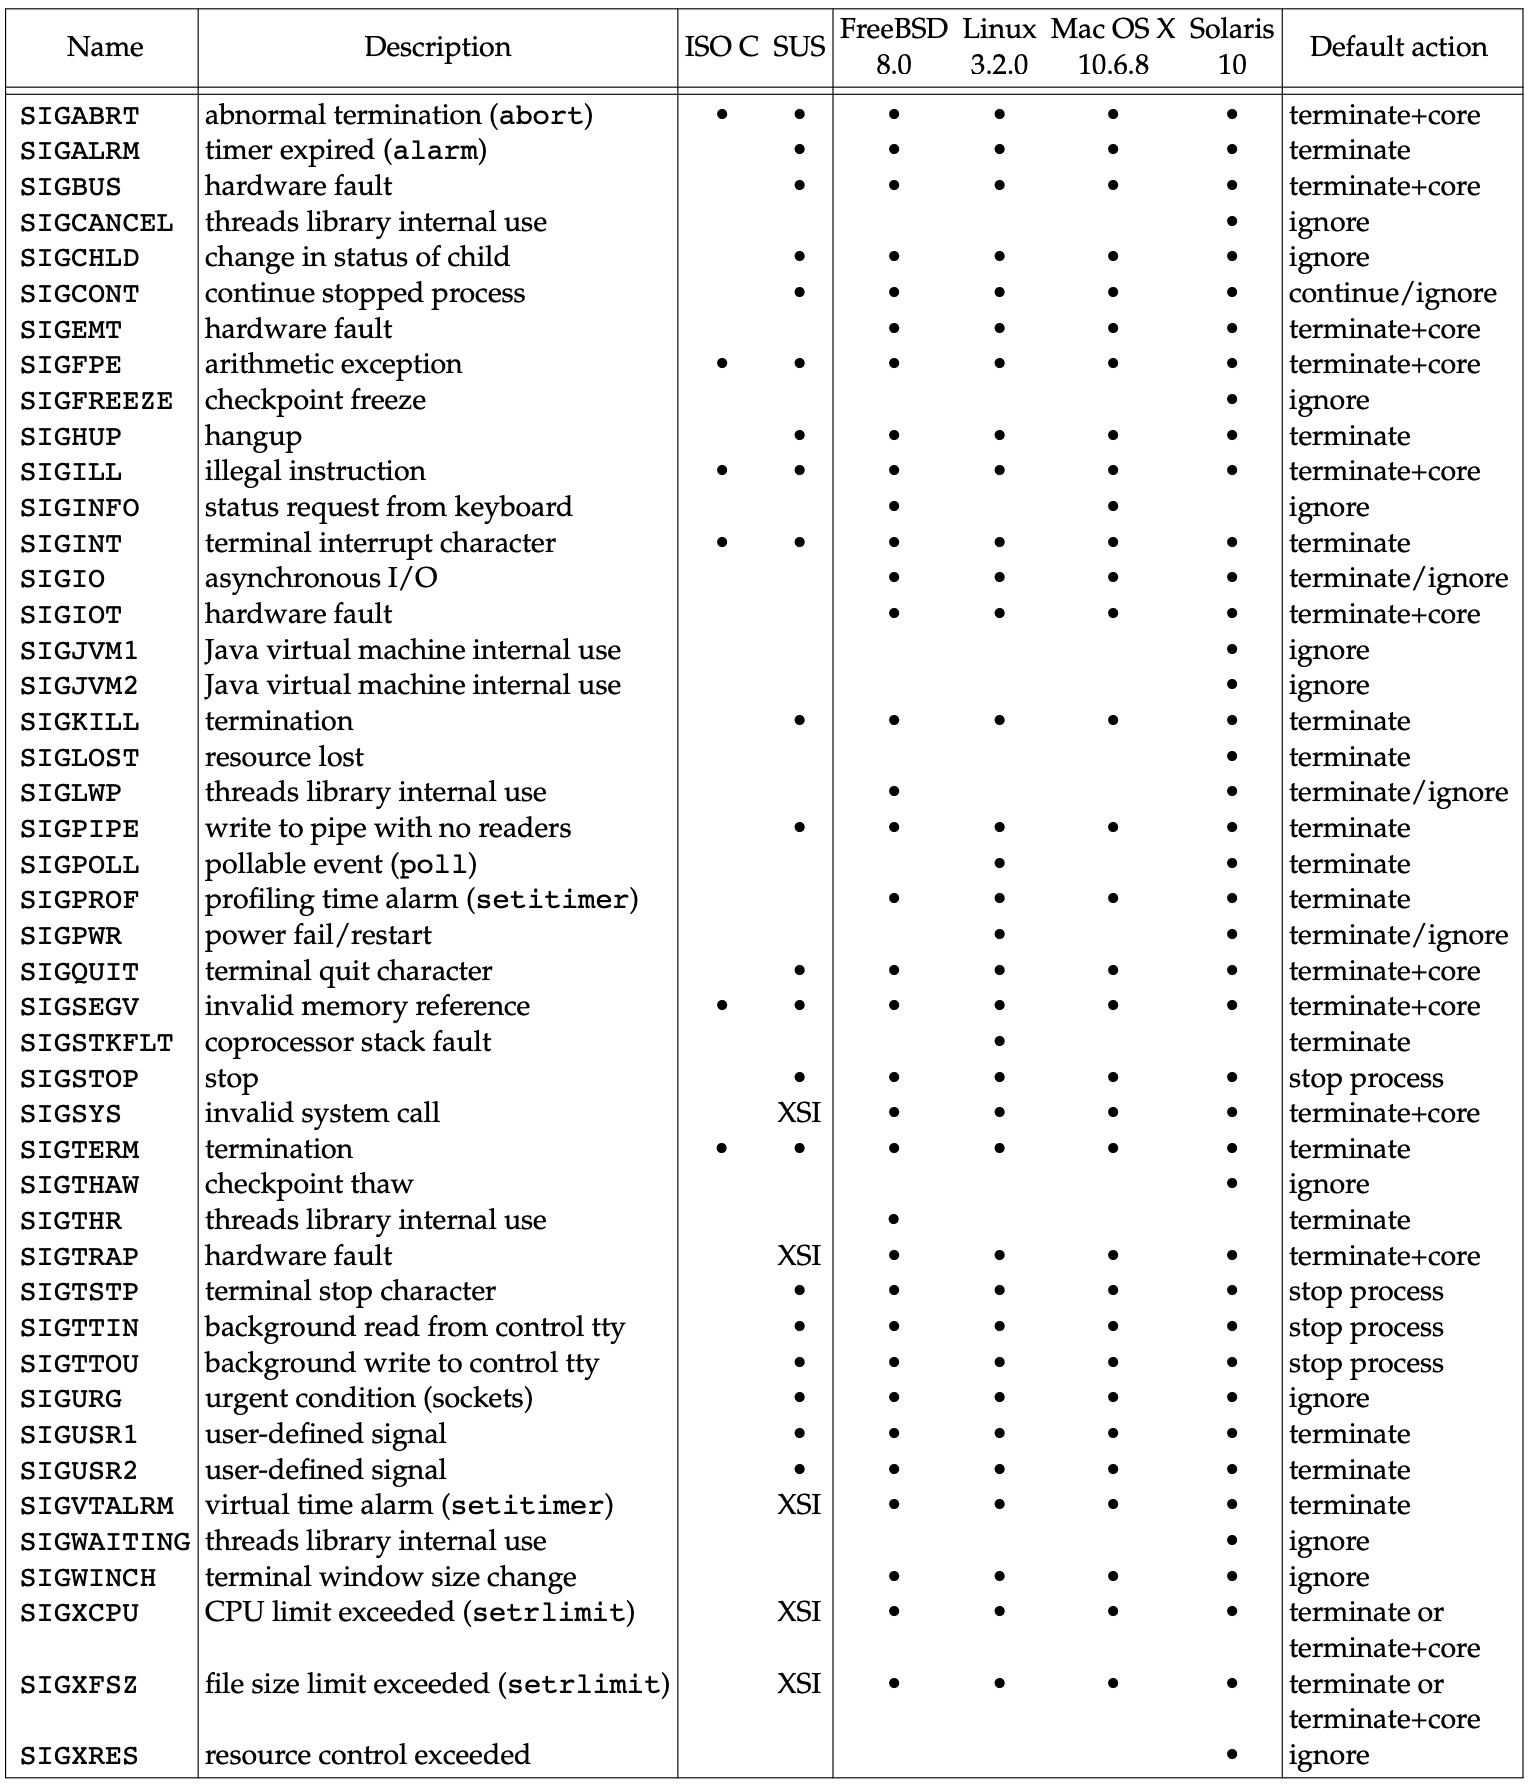 Name Description ISO C SUS FreeBSD 8.0 Linux 3.2.0 Mac OS X 10.6.8 Solaris 10 Default action
SIGABRT abnormal termination (abort) • • • • • • terminate+core
SIGALRM timer expired (alarm) • • • • • terminate
SIGBUS hardware fault • • • • • terminate+core
SIGCANCEL threads library internal use • ignore
SIGCHLD change in status of child • • • • • ignore
SIGCONT continue stopped process • • • • • continue/ignore
SIGEMT hardware fault • • • • terminate+core
SIGFPE arithmetic exception • • • • • • terminate+core
SIGFREEZE checkpoint freeze • ignore
SIGHUP hangup • • • • • terminate
SIGILL illegal instruction • • • • • • terminate+core
SIGINFO status request from keyboard • • ignore
SIGINT terminal interrupt character • • • • • • terminate
SIGIO asynchronous I/O • • • • terminate/ignore
SIGIOT hardware fault • • • • terminate+core
SIGJVM1 Java virtual machine internal use • ignore
SIGJVM2 Java virtual machine internal use • ignore
SIGKILL termination • • • • • terminate
SIGLOST resource lost • terminate
SIGLWP threads library internal use • • terminate/ignore
SIGPIPE write to pipe with no readers • • • • • terminate
SIGPOLL pollable event (poll) • • terminate
SIGPROF profiling time alarm (setitimer) • • • • terminate
SIGPWR power fail/restart • • terminate/ignore
SIGQUIT terminal quit character • • • • • terminate+core
SIGSEGV invalid memory reference • • • • • • terminate+core
SIGSTKFLT coprocessor stack fault • terminate
SIGSTOP stop • • • • • stop process
SIGSYS invalid system call XSI • • • • terminate+core
SIGTERM termination • • • • • • terminate
SIGTHAW checkpoint thaw • ignore
SIGTHR threads library internal use • terminate
SIGTRAP hardware fault XSI • • • • terminate+core
SIGTSTP terminal stop character • • • • • stop process
SIGTTIN background read from control tty • • • • • stop process
SIGTTOU background write to control tty • • • • • stop process
SIGURG urgent condition (sockets) • • • • • ignore
SIGUSR1 user-defined signal • • • • • terminate
SIGUSR2 user-defined signal • • • • • terminate
SIGVTALRM virtual time alarm (setitimer) XSI • • • • terminate
SIGWAITING threads library internal use • ignore
SIGWINCH terminal window size change • • • • ignore
SIGXCPU CPU limit exceeded (setrlimit) XSI • • • • terminate or
terminate+core
SIGXFSZ file size limit exceeded (setrlimit) XSI • • • • terminate or
terminate+core
SIGXRES resource control exceeded • ignore